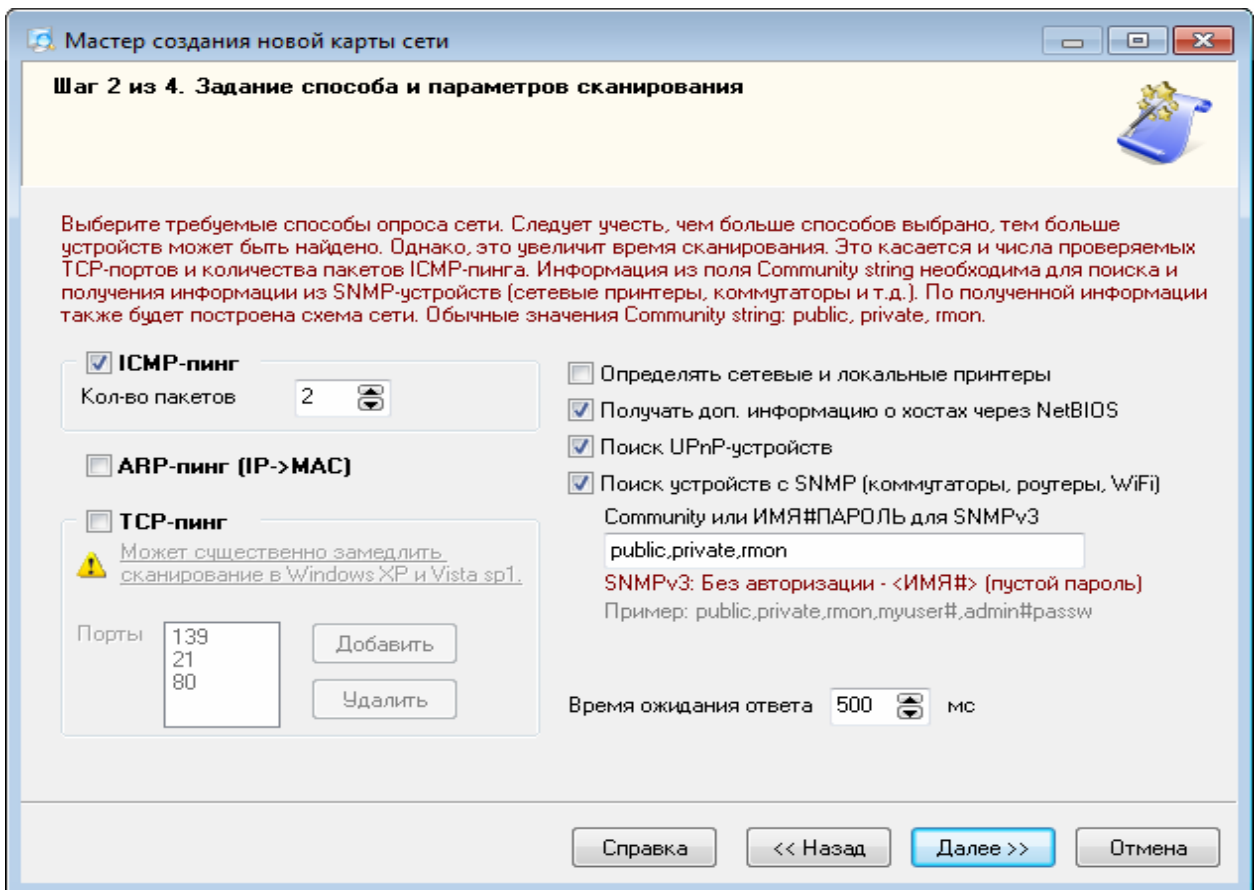 Мастер создания новой карты сети
Шаг 2 из 4. Задание способа и параметров сканирования
Выберите требуемые способы опроса сети. Следует учесть, чем больше способов выбрано, тем больше
устройств может быть найдено. Однако, это увеличит время сканирования. Это касается и числа проверяемых
TCP-портов и количества пакетов ICMP-пинга. Информация из поля Community string необходима для поиска и
получения информации из SNMP-устройств (сетевые принтеры, коммутаторы и т.д.). По полученной информации
также будет построена схема сети. Обычные значения Community string: public, private, rmon.
ICMP-пинг
Кол-во пакетов 2
ARP-пинг (IP->MAC)
TCP-пинг
Может существенно замедлить
сканирование в Windows XP и Vista sp1.
Порты
139
21
80
Добавить
Удалить
Определять сетевые и локальные принтеры
Получать доп. информацию о хостах через NetBIOS
Поиск UPnP-устройств
Поиск устройств с SNMP (коммутаторы, роутеры, WiFi)
Community или ИМЯ#ПАРОЛЬ для SNMPv3
public,private,rmon
SNMPv3: Без авторизации - <ИМЯ#> (пустой пароль)
Пример: public,private,rmon,myuser#,admin#passw
Время ожидания ответа 500 мс
Справка
<< Назад
Далее >>
Отмена